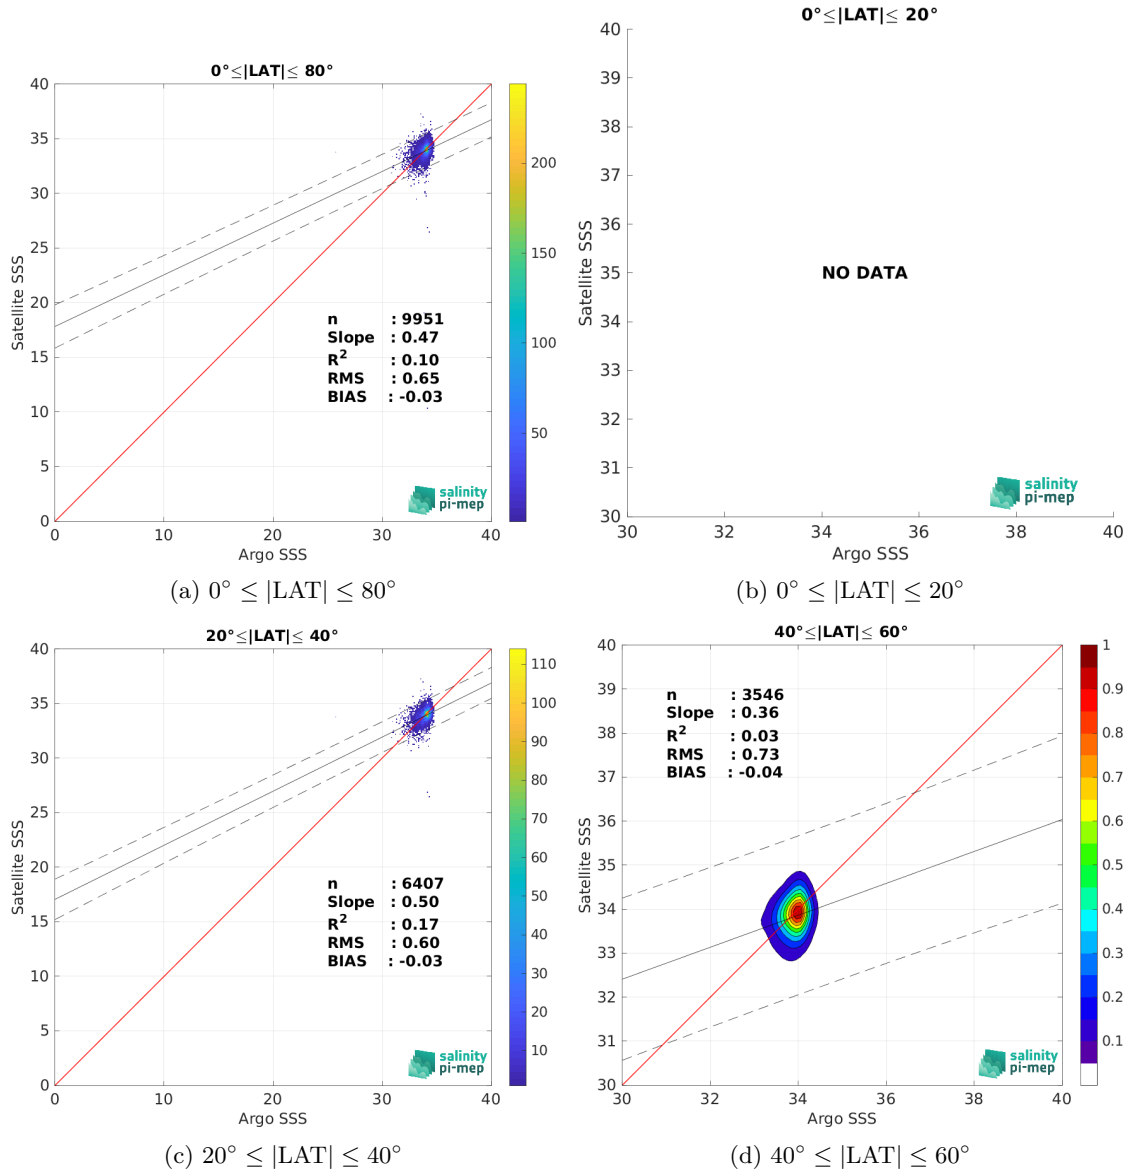 0°≤|LAT|≤ 80°
40
35
30
25
20
15
10
5
0
Satellite SSS
n : 9951
Slope : 0.47
R² : 0.10
RMS : 0.65
BIAS : -0.03
salinity
pi-mep
0 10 20 30 40
Argo SSS
200
150
100
50
(a) 0° ≤ |LAT| ≤ 80°
0°≤|LAT|≤ 20°
40
39
38
37
36
35
34
33
32
31
30
Satellite SSS
NO DATA
salinity
pi-mep
30 32 34 36 38 40
Argo SSS
(b) 0° ≤ |LAT| ≤ 20°
20°≤|LAT|≤ 40°
40
35
30
25
20
15
10
5
0
Satellite SSS
n : 6407
Slope : 0.50
R² : 0.17
RMS : 0.60
BIAS : -0.03
salinity
pi-mep
0 10 20 30 40
Argo SSS
110
100
90
80
70
60
50
40
30
20
10
(c) 20° ≤ |LAT| ≤ 40°
40°≤|LAT|≤ 60°
40
39
38
37
36
35
34
33
32
31
30
Satellite SSS
n : 3546
Slope : 0.36
R² : 0.03
RMS : 0.73
BIAS : -0.04
salinity
pi-mep
30 32 34 36 38 40
Argo SSS
1
0.9
0.8
0.7
0.6
0.5
0.4
0.3
0.2
0.1
(d) 40° ≤ |LAT| ≤ 60°